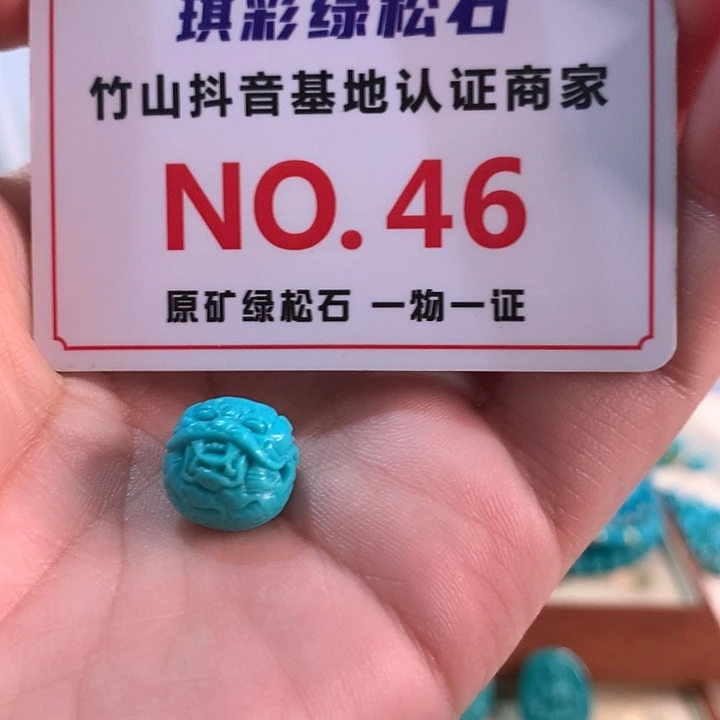 琪彩绿松石
竹山抖音基地认证商家
NO.46
原矿绿松石 一物一证